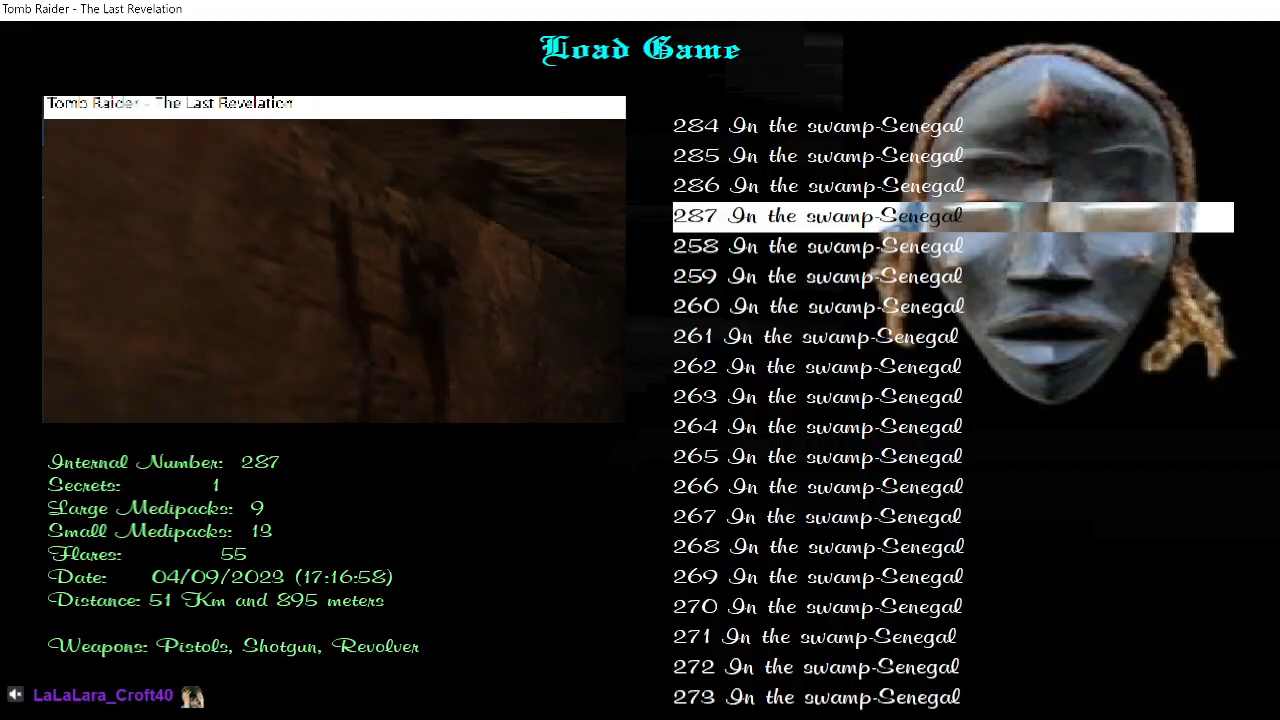 Tomb Raider - The Last Revelation
Load Game
Tomb Raider - The Last Revelation
284 In the swamp-Senegal
285 In the swamp-Senegal
286 In the swamp-Senegal
287 In the swamp-Senegal
258 In the swamp-Senegal
259 In the swamp-Senegal
260 In the swamp-Senegal
261 In the swamp-Senegal
262 In the swamp-Senegal
263 In the swamp-Senegal
264 In the swamp-Senegal
265 In the swamp-Senegal
266 In the swamp-Senegal
267 In the swamp-Senegal
268 In the swamp-Senegal
269 In the swamp-Senegal
270 In the swamp-Senegal
271 In the swamp-Senegal
272 In the swamp-Senegal
273 In the swamp-Senegal
Internal Number: 287
Secrets: 1
Large Medipacks: 9
Small Medipacks: 13
Flares: 55
Date: 04/09/2023 (17:16:58)
Distance: 51 Km and 895 meters
Weapons: Pistols, Shotgun, Revolver
LaLaLara_Croft40